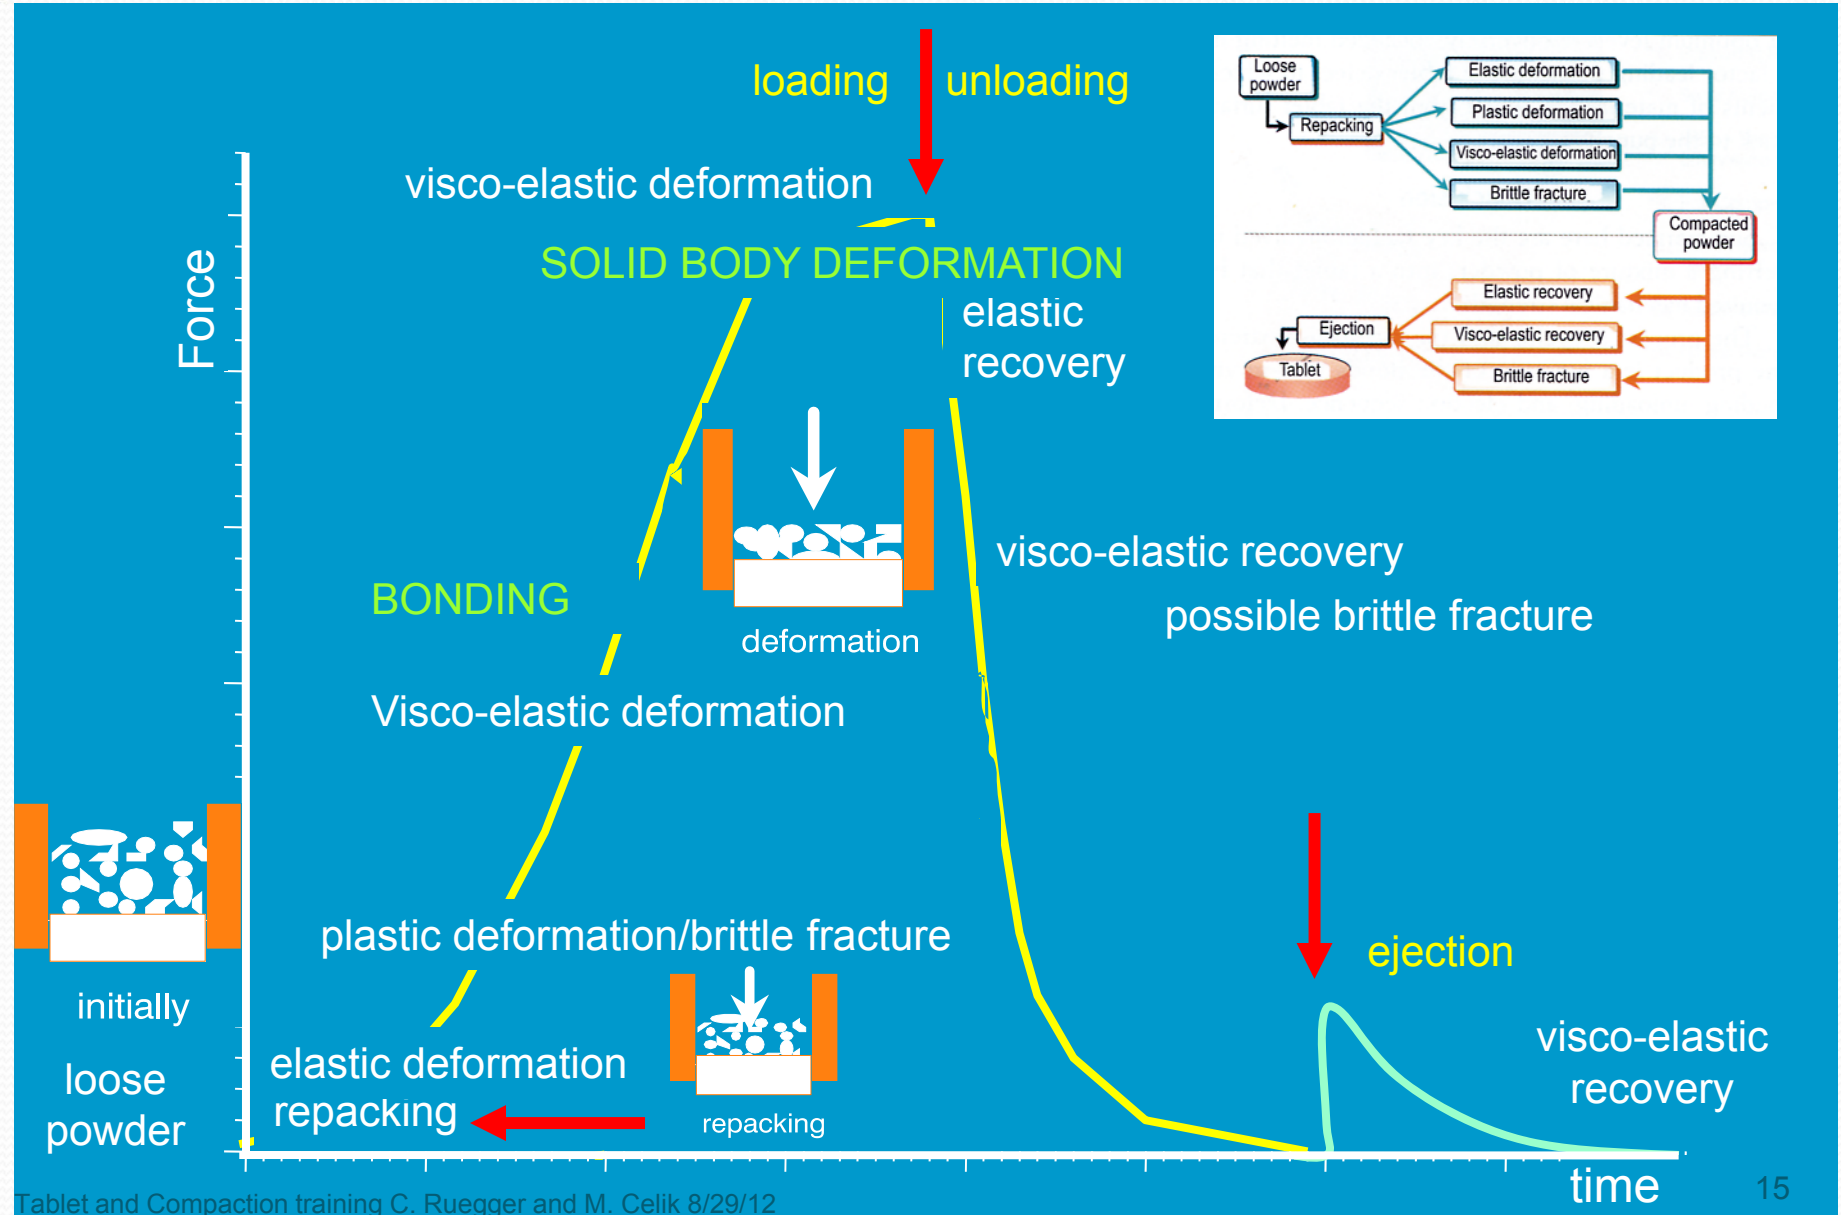 loading
unloading
visco-elastic deformation
SOLID BODY DEFORMATION
elastic
recovery
Force
BONDING
deformation
visco-elastic recovery
possible brittle fracture
Visco-elastic deformation
plastic deformation/brittle fracture
initially
loose
powder
elastic deformation
repacking
repacking
ejection
visco-elastic
recovery
time
15
Tablet and Compaction training C. Ruegger and M. Celik 8/29/12
Loose
powder
Repacking
Elastic deformation
Plastic deformation
Visco-elastic deformation
Brittle fracture
Compacted
powder
Elastic recovery
Visco-elastic recovery
Brittle fracture
Ejection
Tablet